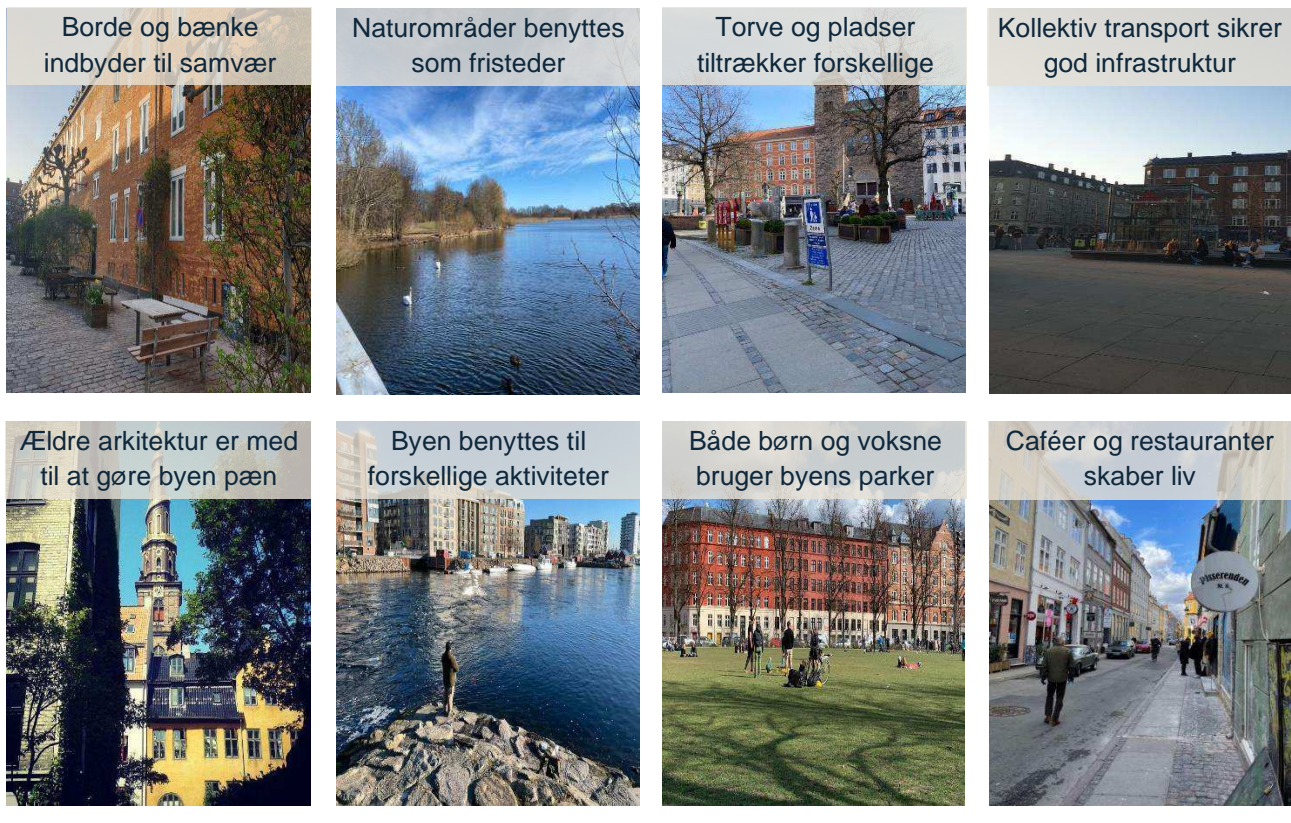 Borde og bænke
indbyder til samvær
Naturområder benyttes
som fristeder
Torve og pladser
tiltrækker forskellige
Kollektiv transport sikrer
god infrastruktur
Ældre arkitektur er med
til at gøre byen pæn
Byen benyttes til
forskellige aktiviteter
Både børn og voksne
bruger byens parker
Caféer og restauranter
skaber liv
Pisserenden